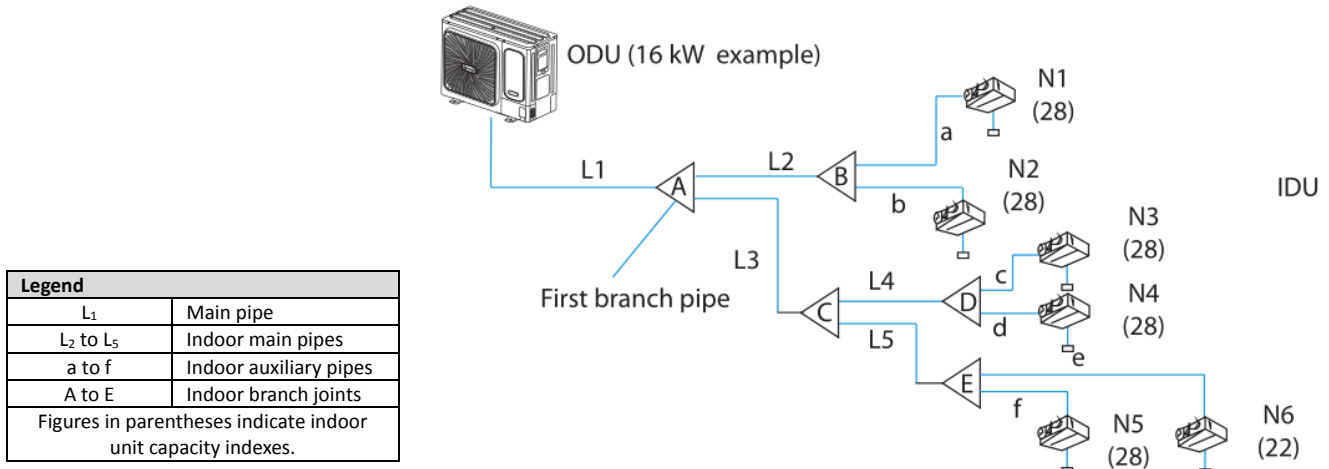 ODU (16 kW example)
N1
(28)
a
L1
L2
A
B
N2
(28)
b
IDU
N3
(28)
L3
c
L4
First branch pipe
C
D
N4
(28)
d
L5
e
E
f
N5
(28)
N6
(22)
Legend
L₁ Main pipe
L₂ to L₅ Indoor main pipes
a to f Indoor auxiliary pipes
A to E Indoor branch joints
Figures in parentheses indicate indoor
unit capacity indexes.